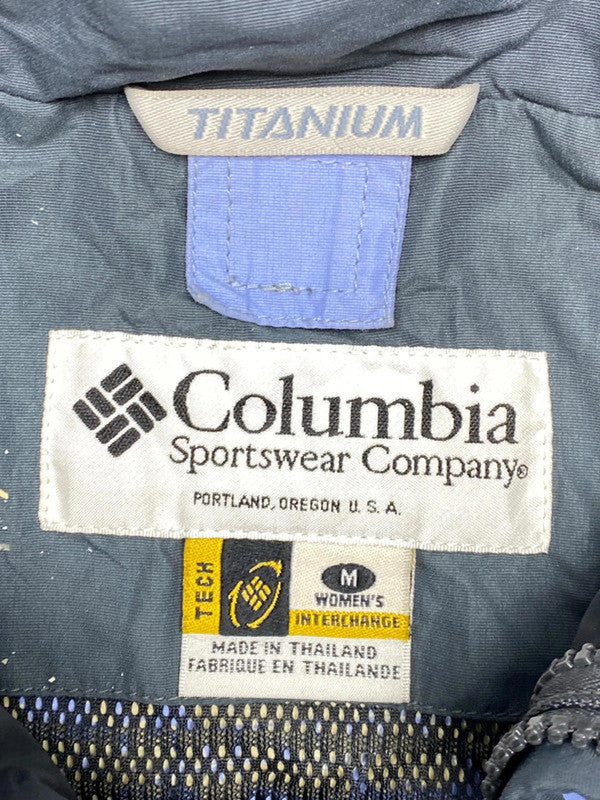 TITANIUM
Columbia
Sportswear Company®
PORTLAND, OREGON U. S. A.
TECH
M
WOMEN'S
INTERCHANGE
MADE IN THAILAND
FABRIQUE EN THAILANDE